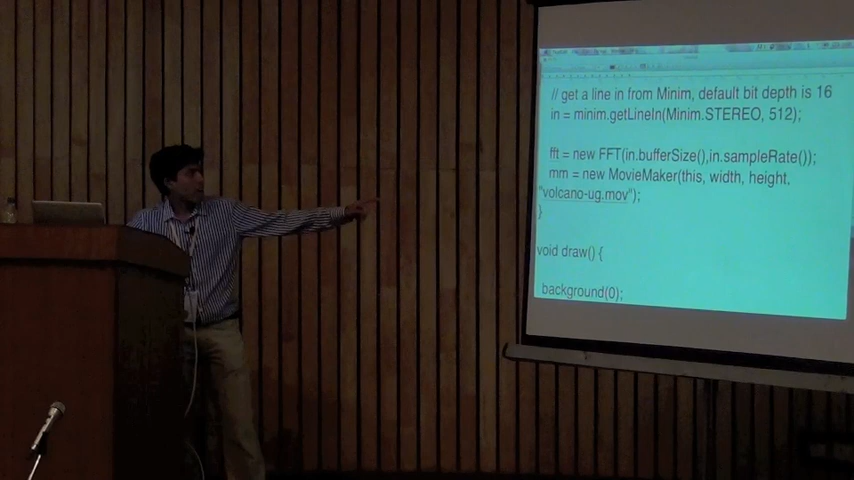 // get a line in from Minim, default bit depth is 16
in = minim.getLineIn(Minim.STEREO, 512);
fft = new FFT(in.bufferSize(),in.sampleRate());
mm = new MovieMaker(this, width, height,
"volcano-ug.mov");
}
void draw() {
background(0);